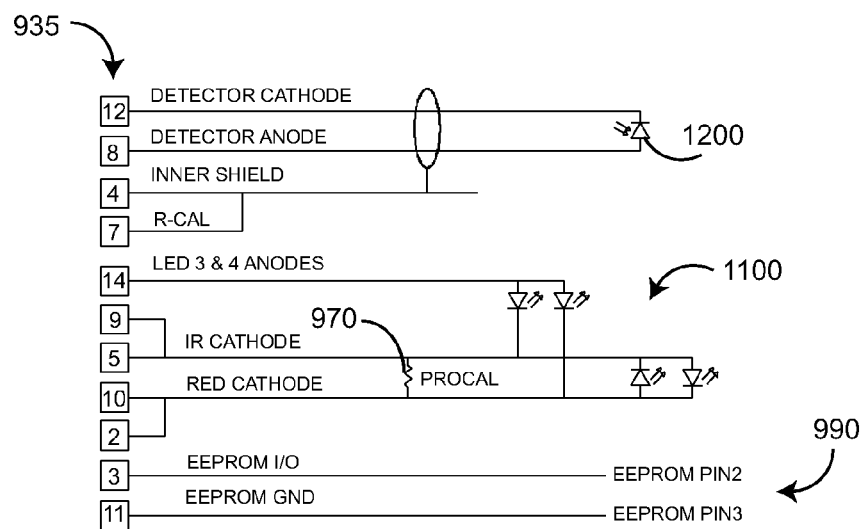 935
12 DETECTOR CATHODE
8 DETECTOR ANODE
1200
4 INNER SHIELD
7 R-CAL
14 LED 3 & 4 ANODES
1100
9
970
5 IR CATHODE
10 RED CATHODE
PROCAL
2
990
3 EEPROM I/O EEPROM PIN2
11 EEPROM GND EEPROM PIN3